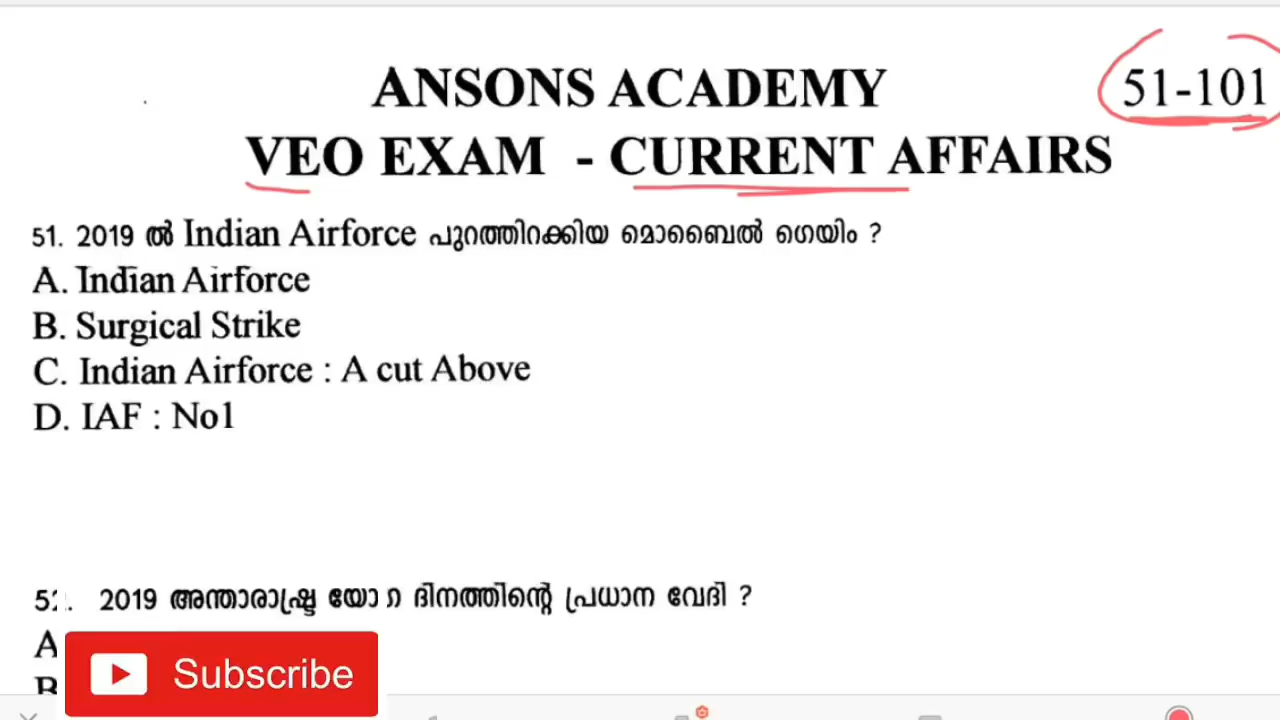 51-101
ANSONS ACADEMY
VEO EXAM - CURRENT AFFAIRS
51. 2019 ൽ Indian Airforce പുറത്തിറക്കിയ മൊബൈൽ ഗെയിം ?
A. Indian Airforce
B. Surgical Strike
C. Indian Airforce : A cut Above
D. IAF : No1
52. 2019 അന്താരാഷ്ട്ര യോഗ ദിനത്തിന്റെ പ്രധാന വേദി ?
A
B
Subscribe